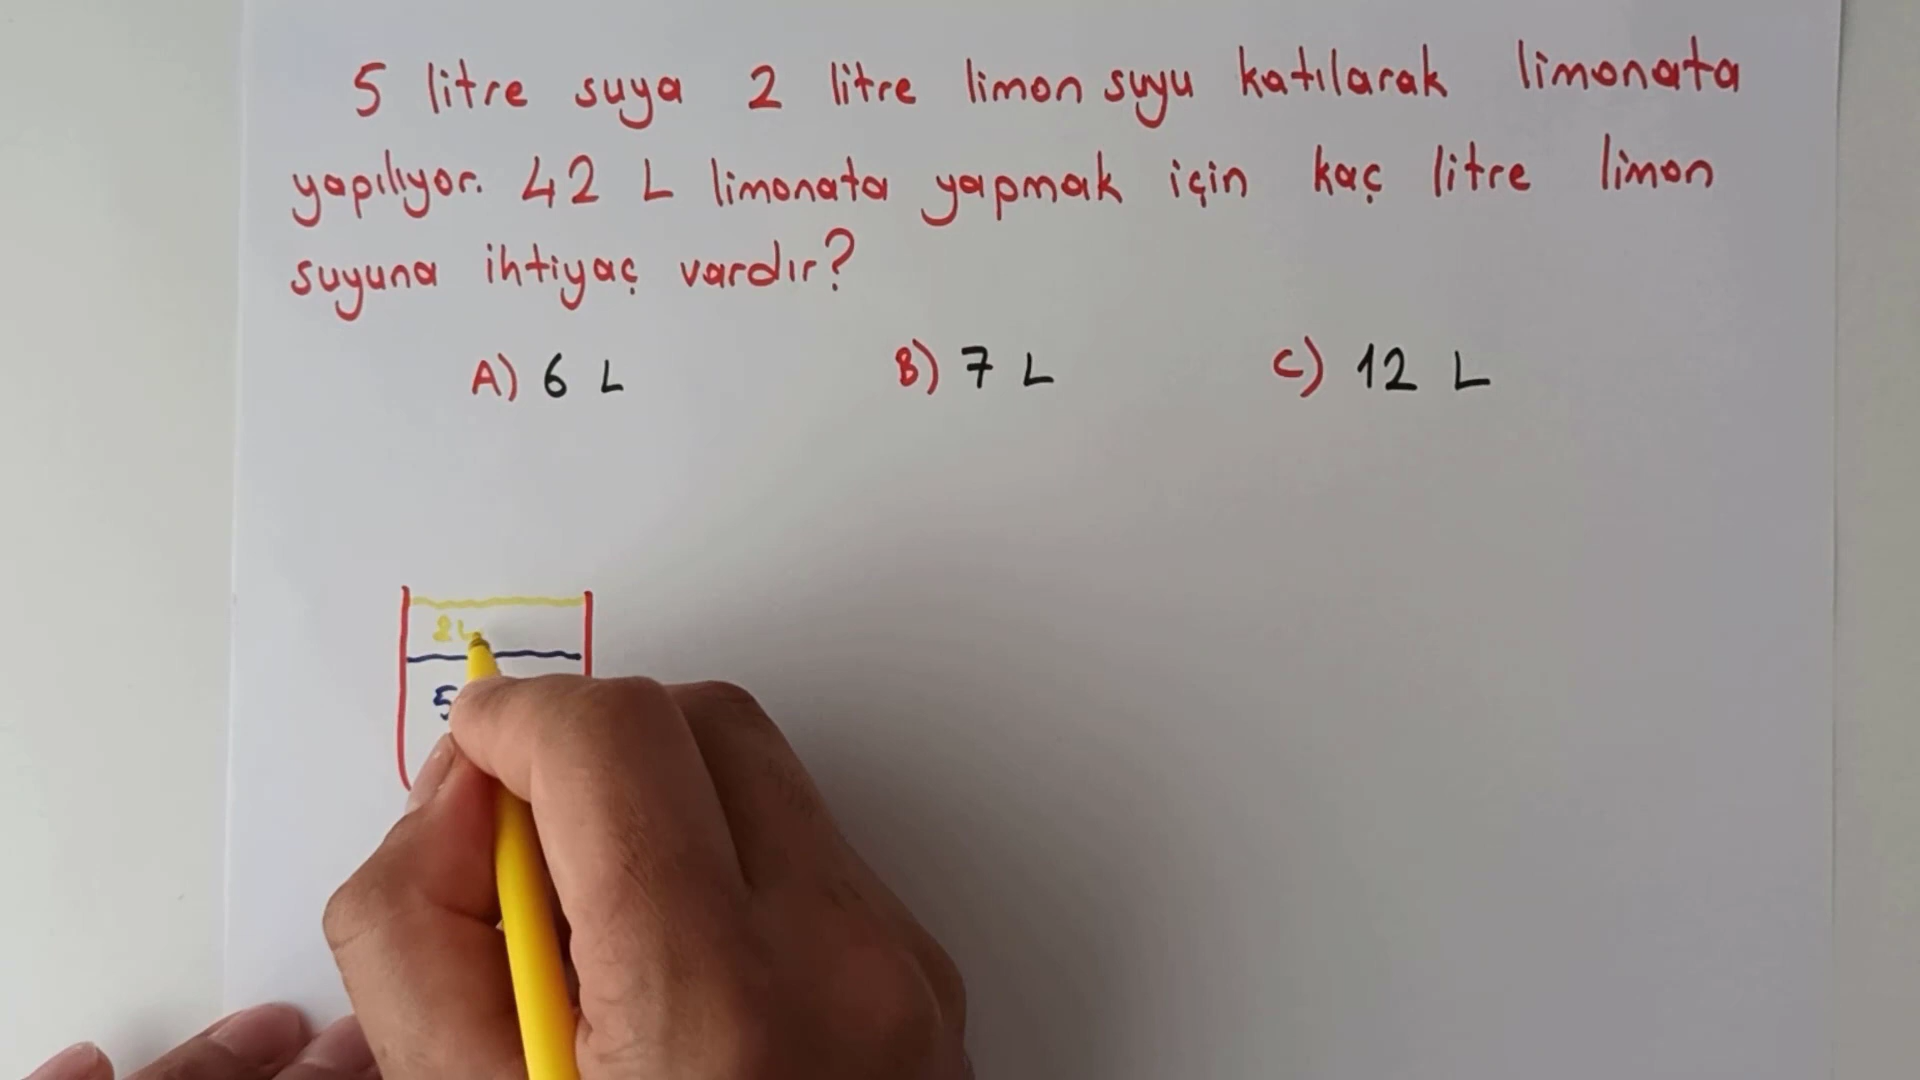 5 litre suya 2 litre limon suyu katılarak limonata
yapılıyor. 42 L limonata yapmak için kaç litre limon
suyuna ihtiyaç vardır?
A) 6 L B) 7 L C) 12 L
2L
5